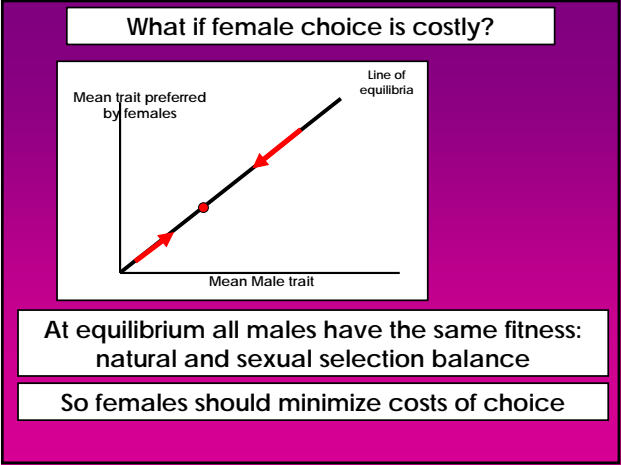 What if female choice is costly?
Line of
equilibria
Mean trait preferred
by females
Mean Male trait
At equilibrium all males have the same fitness:
natural and sexual selection balance
So females should minimize costs of choice